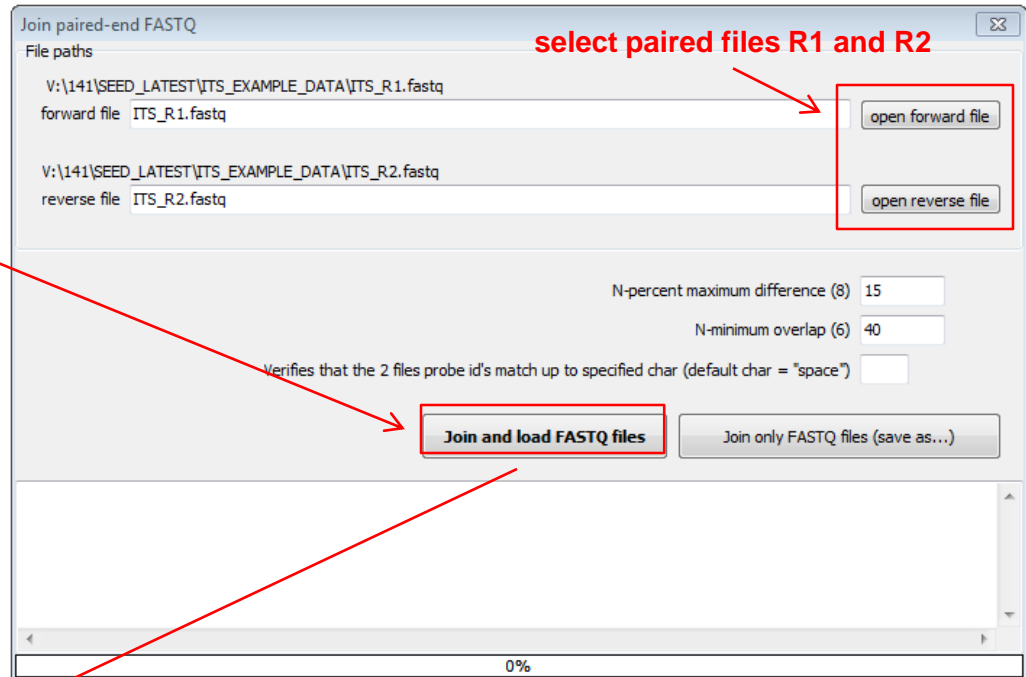 Join paired-end FASTQ
File paths
select paired files R1 and R2
V:\141\SEED_LATEST\ITS_EXAMPLE_DATA\ITS_R1.fastq
forward file ITS_R1.fastq open forward file
V:\141\SEED_LATEST\ITS_EXAMPLE_DATA\ITS_R2.fastq
reverse file ITS_R2.fastq open reverse file
N-percent maximum difference (8) 15
N-minimum overlap (6) 40
Verifies that the 2 files probe id's match up to specified char (default char = "space")
Join and load FASTQ files Join only FASTQ files (save as...)
0%